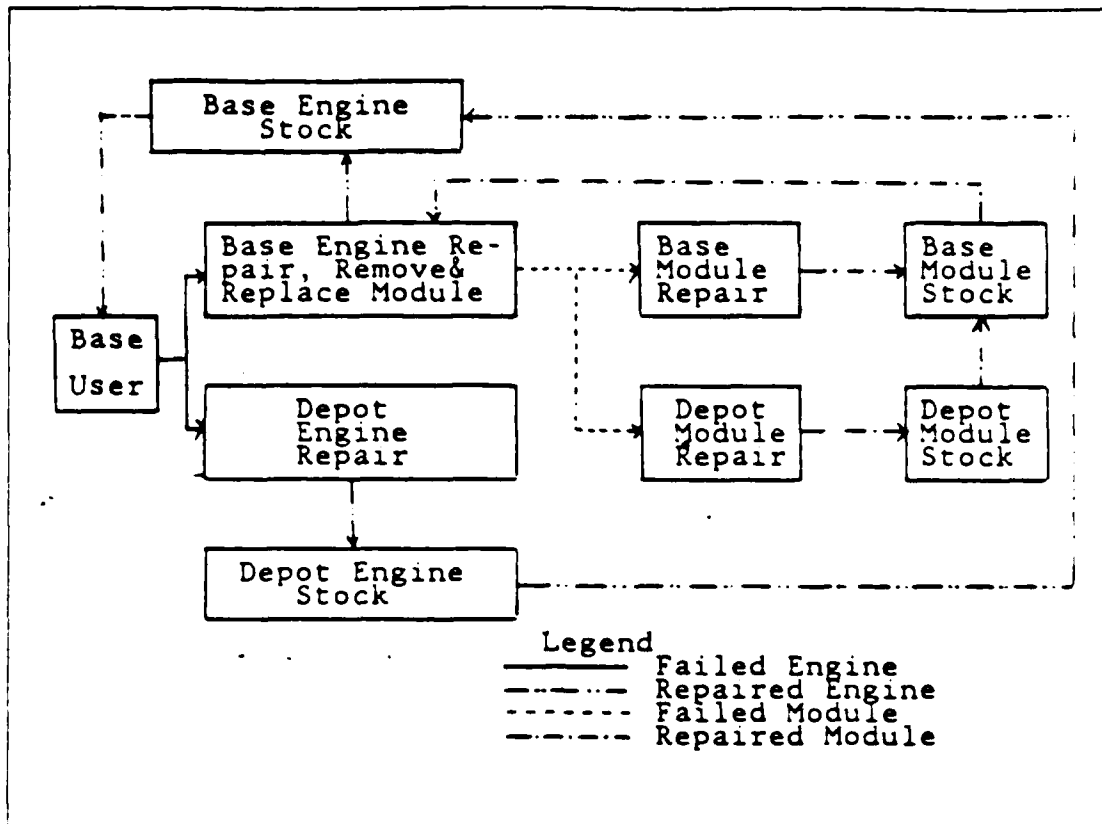 Base Engine
Stock
Base Engine Re-
pair, Remove&
Replace Module
Base
Module
Repair
Base
Module
Stock
Base
User
Depot
Engine
Repair
Depot
Module
Repair
Depot
Module
Stock
Depot Engine
Stock
Legend
Failed Engine
Repaired Engine
Failed Module
Repaired Module